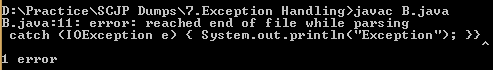 D:\Practice\SCJP Dumps\7.Exception Handling>javac B.java
B.java:11: error: reached end of file while parsing
 catch (IOException e) { System.out.println("Exception"); }}
^
1 error